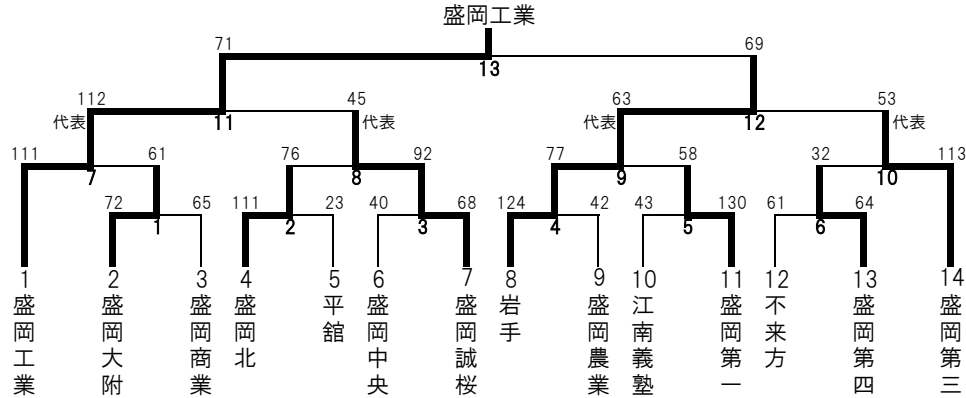 盛岡工業
71 69
13
112 45 63 53
代表 11 代表 代表 12 代表
111 61 76 92 77 58 32 113
7 8 9 10
72 65 111 23 40 68 124 42 43 130 61 64
1 2 3 4 5 6
1 盛岡工業
2 盛岡大附
3 盛岡商業
4 盛岡北
5 平舘
6 盛岡中央
7 盛岡誠桜
8 岩手
9 盛岡農業
10 江南義塾
11 盛岡第一
12 不来方
13 盛岡第四
14 盛岡第三